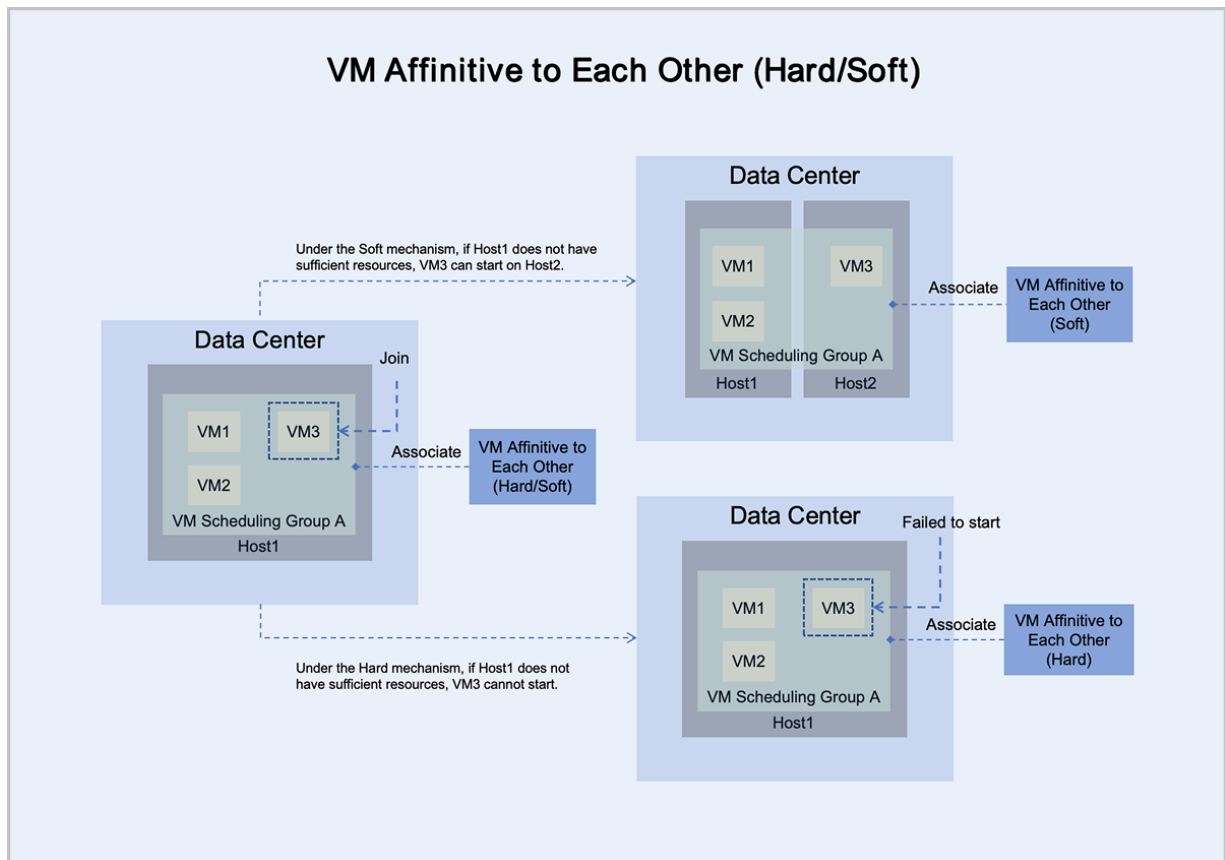 VM Affinitive to Each Other (Hard/Soft)
Under the Soft mechanism, if Host1 does not have
sufficient resources, VM3 can start on Host2.
Data Center
Join
VM1
VM3
VM2
VM Scheduling Group A
Host1
Associate
VM Affinitive to
Each Other
(Hard/Soft)
Data Center
VM1
VM3
VM2
VM Scheduling Group A
Host1
Host2
Associate
VM Affinitive to
Each Other
(Soft)
Under the Hard mechanism, if Host1 does not
have sufficient resources, VM3 cannot start.
Data Center
Failed to start
VM1
VM3
VM2
VM Scheduling Group A
Host1
Associate
VM Affinitive to
Each Other
(Hard)